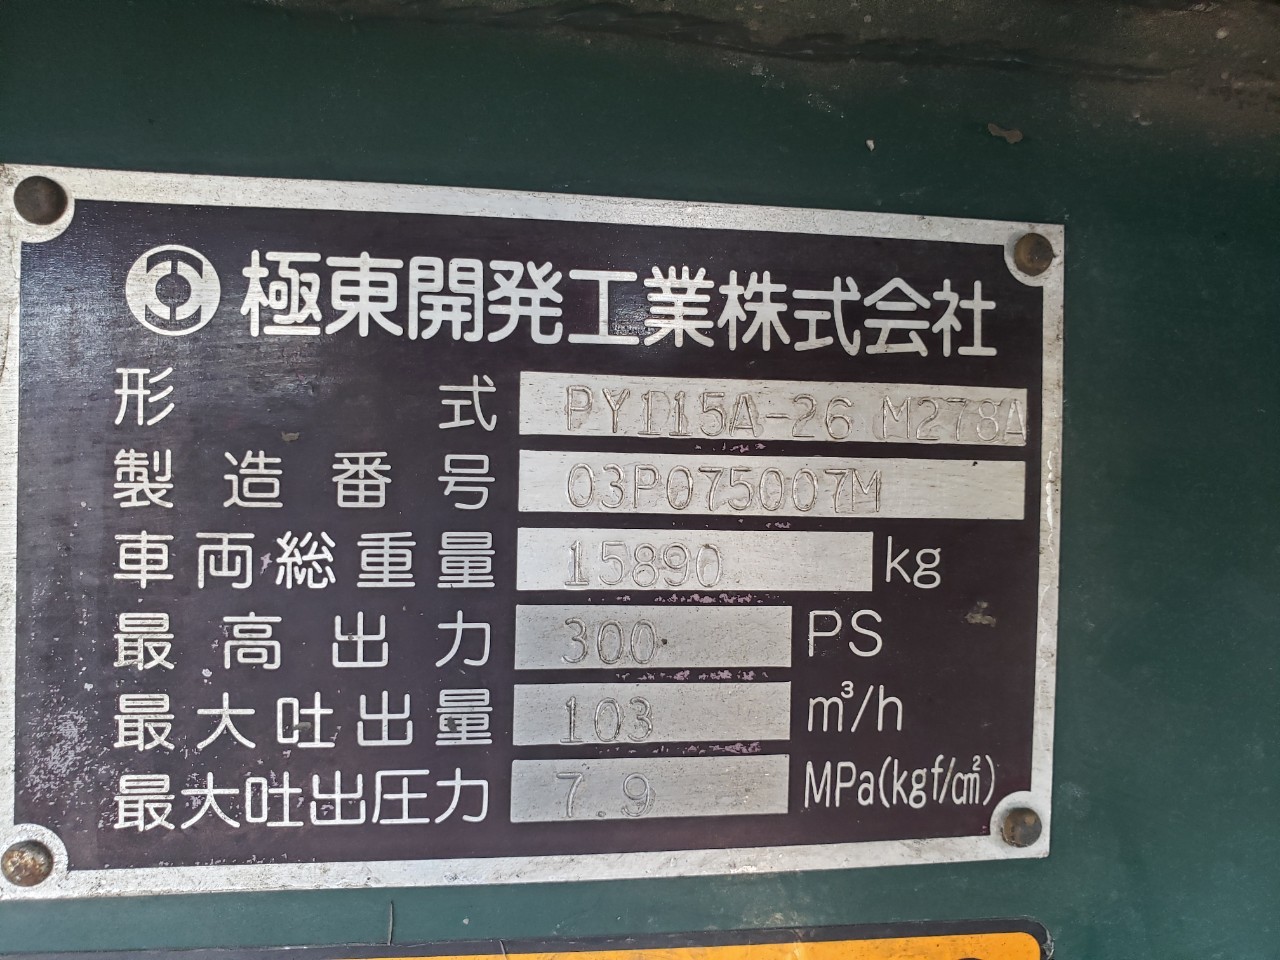 極東開発工業株式会社
形式 PY115A-26 M278A
製造番号 03P075007M
車両総重量 15890 kg
最高出力 300 PS
最大吐出量 103 m³/h
最大吐出圧力 7.9 MPa(kgf/c㎡)